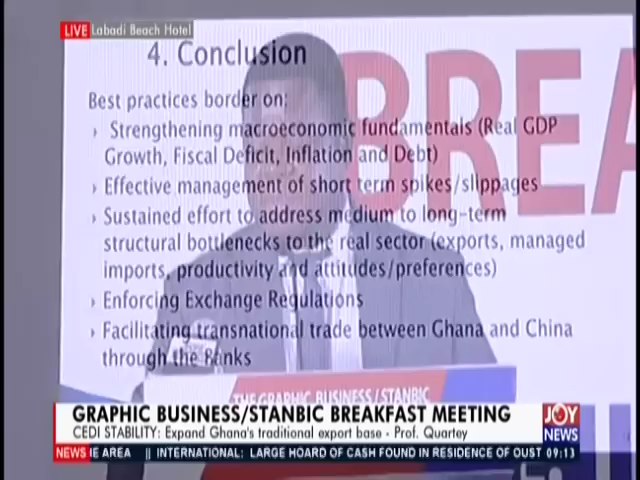 LIVE Labadi Beach Hotel
4. Conclusion
BREA
Best practices border on:
› Strengthening macroeconomic fundamentals (Real GDP
Growth, Fiscal Deficit, Inflation and Debt)
› Effective management of short term spikes/slippages
› Sustained effort to address medium to long-term
structural bottlenecks to the real sector (exports, managed
imports, productivity and attitudes/preferences)
› Enforcing Exchange Regulations
› Facilitating transnational trade between Ghana and China
through the Banks
THE GRAPHIC BUSINESS/STANBIC
GRAPHIC BUSINESS/STANBIC BREAKFAST MEETING
CEDI STABILITY: Expand Ghana's traditional export base - Prof. Quartey
JOY
NEWS
NEWS IE AREA || INTERNATIONAL: LARGE HOARD OF CASH FOUND IN RESIDENCE OF OUST 09:13